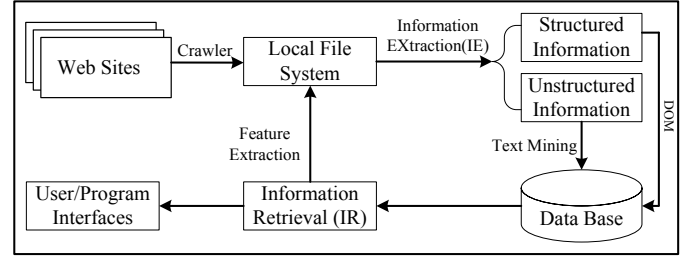 Web Sites
Crawler
Local File
System
Information
EXtraction(IE)
Structured
Information
Unstructured
Information
DOM
Feature
Extraction
Text Mining
User/Program
Interfaces
Information
Retrieval (IR)
Data Base